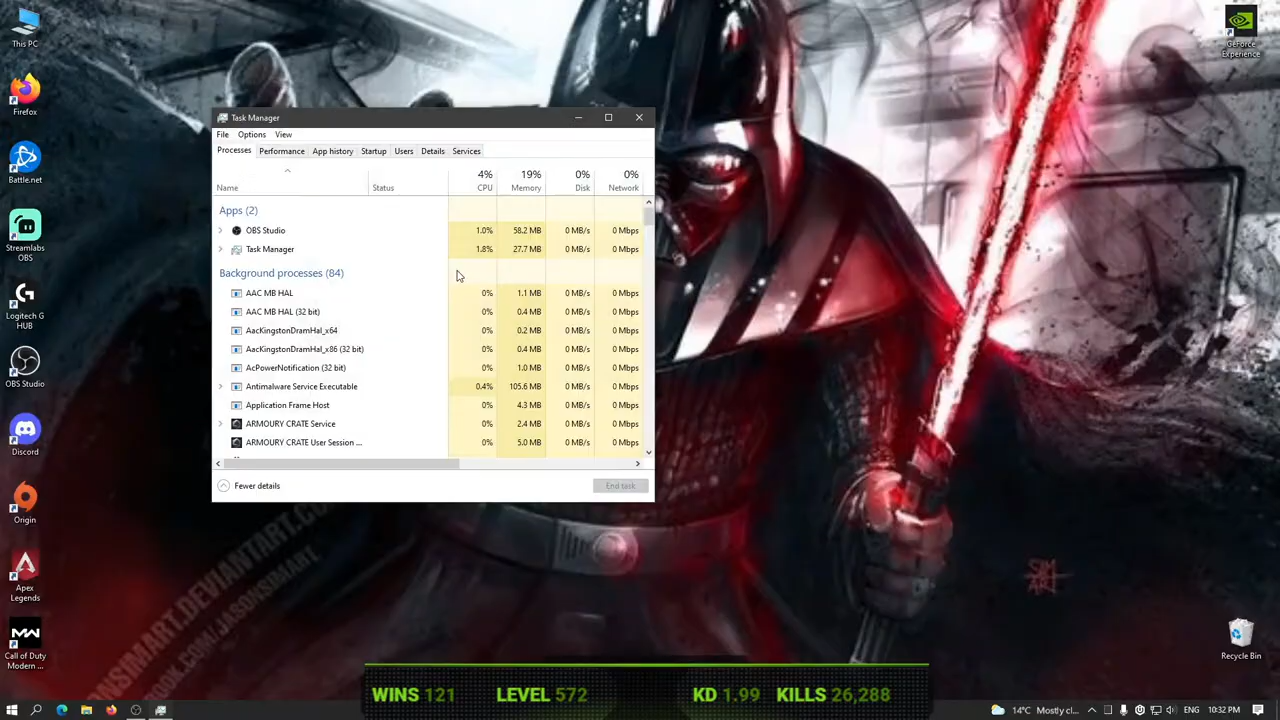 This PC
Firefox
Battle.net
Streamlabs
OBS
Logitech G
HUB
OBS Studio
Discord
Origin
Apex
Legends
Call of Duty
Modern ...
GeForce
Experience
Recycle Bin
Task Manager
File Options View
Processes Performance App history Startup Users Details Services
4% 19% 0% 0%
Name Status CPU Memory Disk Network
Apps (2)
OBS Studio 1.0% 58.2 MB 0 MB/s 0 Mbps
Task Manager 1.8% 27.7 MB 0 MB/s 0 Mbps
Background processes (84)
AAC MB HAL 0% 1.1 MB 0 MB/s 0 Mbps
AAC MB HAL (32 bit) 0% 0.4 MB 0 MB/s 0 Mbps
AacKingstonDramHal_x64 0% 0.2 MB 0 MB/s 0 Mbps
AacKingstonDramHal_x86 (32 bit) 0% 0.4 MB 0 MB/s 0 Mbps
AcPowerNotification (32 bit) 0% 1.0 MB 0 MB/s 0 Mbps
Antimalware Service Executable 0.4% 105.6 MB 0 MB/s 0 Mbps
Application Frame Host 0% 4.3 MB 0 MB/s 0 Mbps
ARMOURY CRATE Service 0% 2.4 MB 0 MB/s 0 Mbps
ARMOURY CRATE User Session ... 0% 5.0 MB 0 MB/s 0 Mbps
Fewer details End task
WINS 121 LEVEL 572 KD 1.99 KILLS 26,288
14°C Mostly cl... ENG 10:32 PM